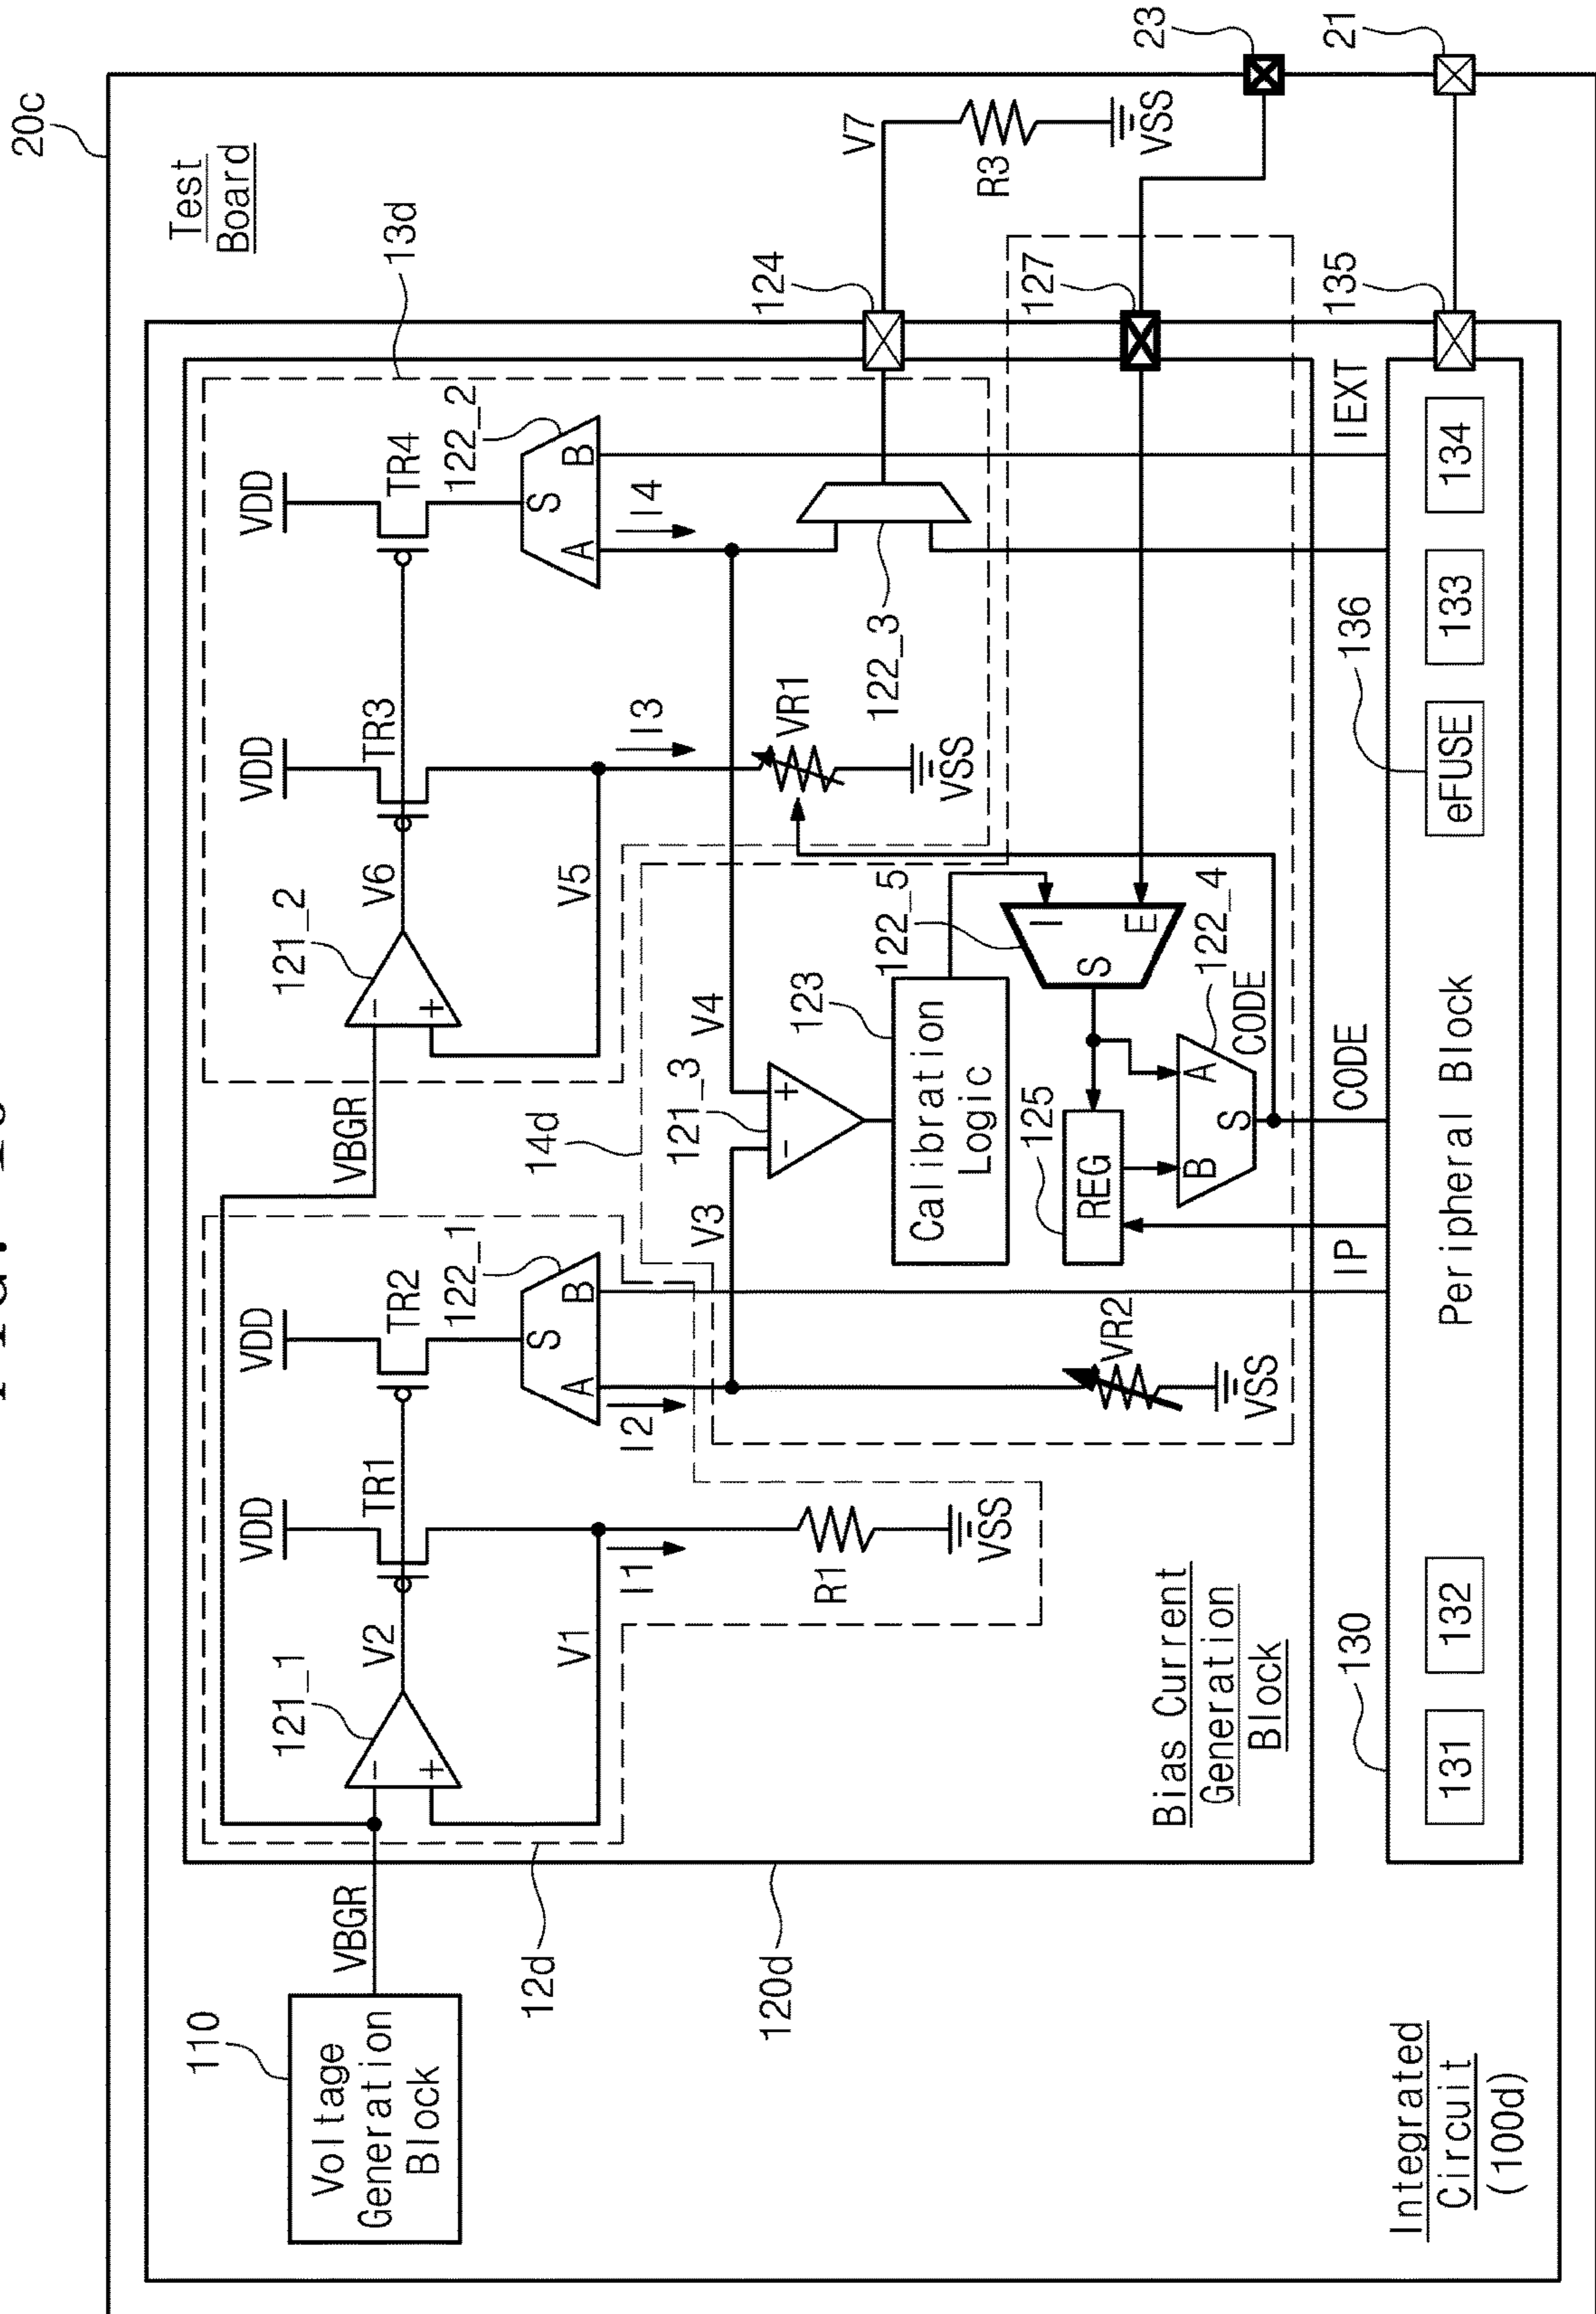 20c
Test
Board
110
Voltage
Generation
Block
VBGR
VBGR
12d
121_1
V2
V1
VDD
TR1
VDD
TR2
122_1
S
A
B
I1
I2
R1
VSS
13d
121_2
V6
V5
VDD
TR3
VDD
TR4
122_2
S
A
B
I3
I4
VR1
VSS
122_3
124
V7
R3
VSS
14d
V3
V4
121_3
-
+
123
Calibration
Logic
122_5
I
E
S
125
REG
122_4
A
B
S
CODE
VR2
VSS
127
23
21
135
120d
Bias Current
Generation
Block
IP
CODE
IEXT
130
131
132
Peripheral Block
136
eFUSE
133
134
Integrated
Circuit
(100d)